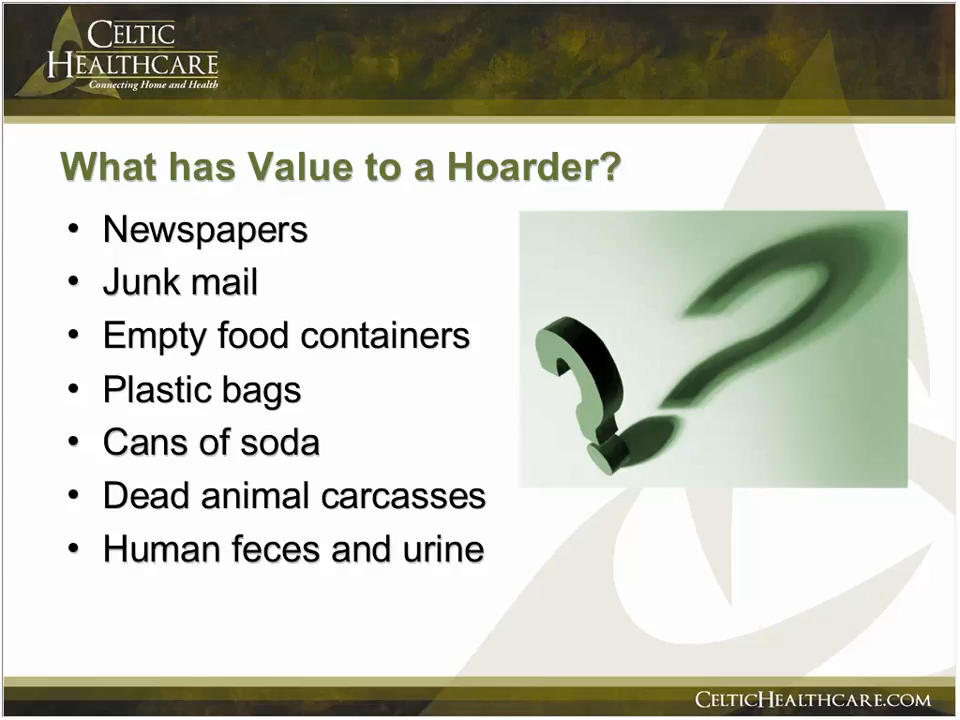 CELTIC
HEALTHCARE
Connecting Home and Health
What has Value to a Hoarder?
• Newspapers
• Junk mail
• Empty food containers
• Plastic bags
• Cans of soda
• Dead animal carcasses
• Human feces and urine
CELTICHEALTHCARE.COM